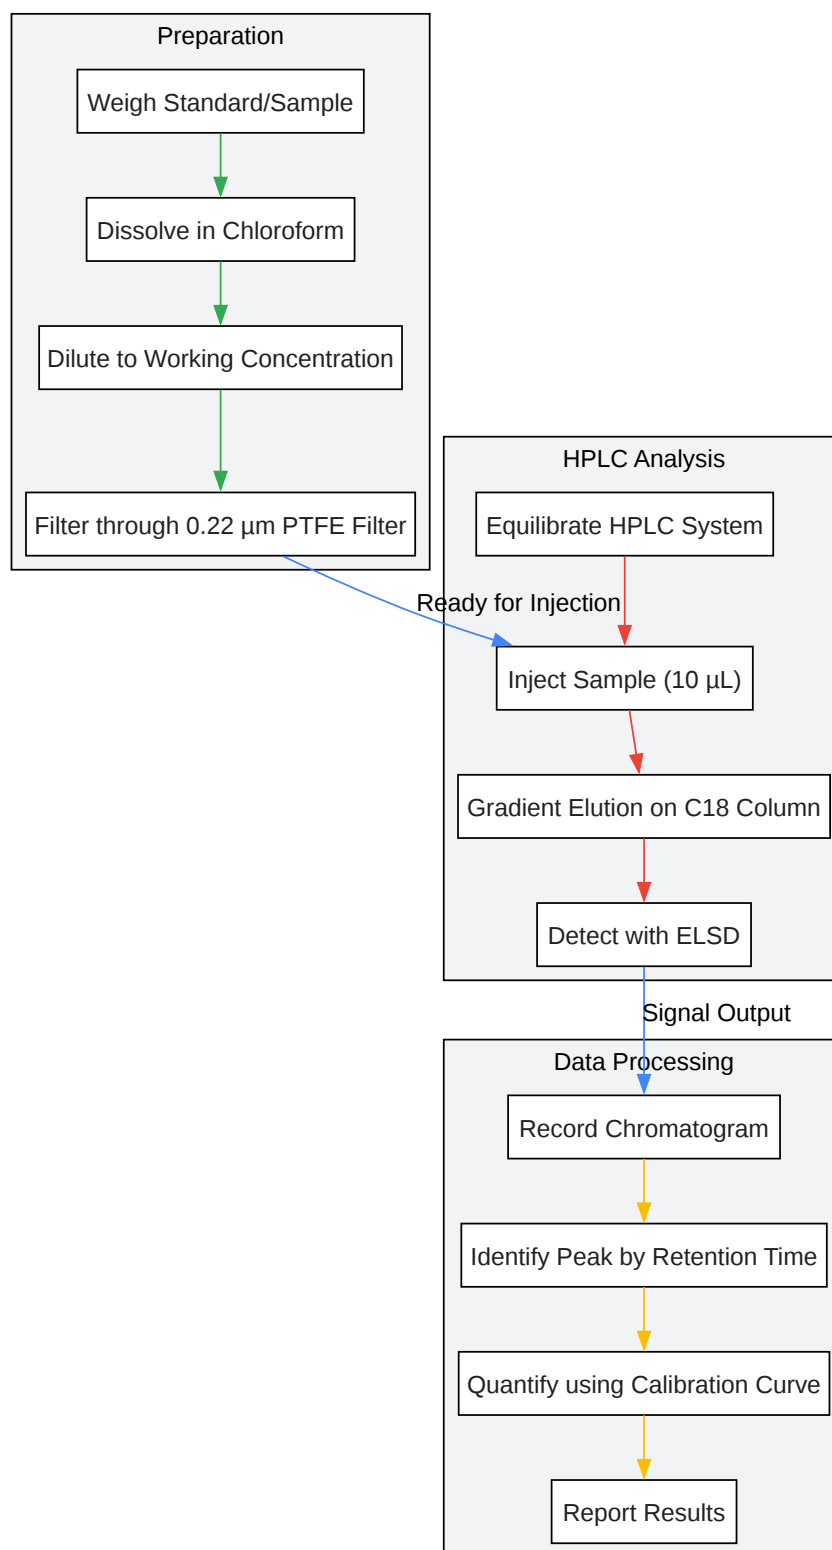 Preparation
Weigh Standard/Sample
Dissolve in Chloroform
Dilute to Working Concentration
Filter through 0.22 µm PTFE Filter
HPLC Analysis
Equilibrate HPLC System
Ready for Injection
Inject Sample (10 µL)
Gradient Elution on C18 Column
Detect with ELSD
Signal Output
Data Processing
Record Chromatogram
Identify Peak by Retention Time
Quantify using Calibration Curve
Report Results